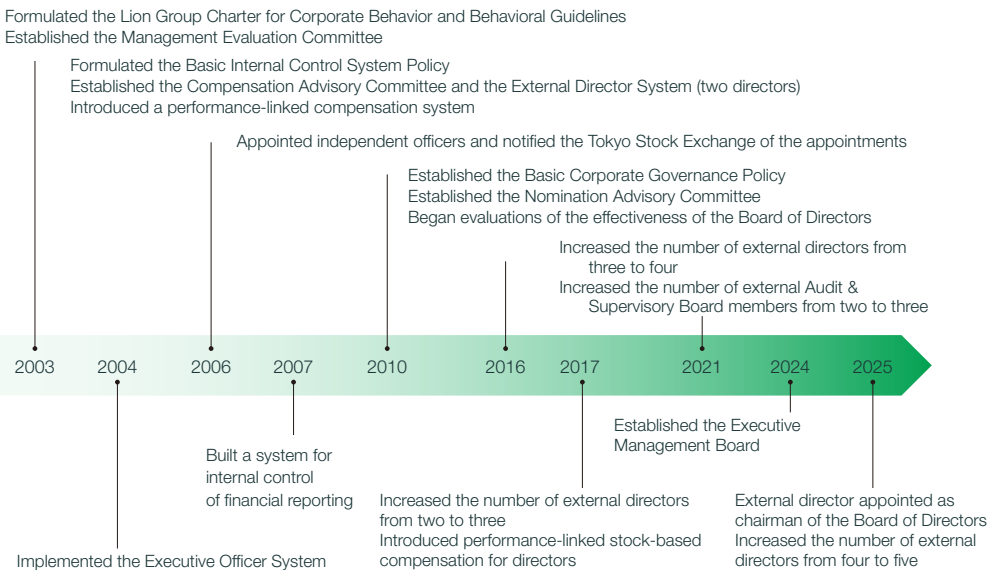 Formulated the Lion Group Charter for Corporate Behavior and Behavioral Guidelines
Established the Management Evaluation Committee
Formulated the Basic Internal Control System Policy
Established the Compensation Advisory Committee and the External Director System (two directors)
Introduced a performance-linked compensation system
Appointed independent officers and notified the Tokyo Stock Exchange of the appointments
Established the Basic Corporate Governance Policy
Established the Nomination Advisory Committee
Began evaluations of the effectiveness of the Board of Directors
Increased the number of external directors from
three to four
Increased the number of external Audit &
Supervisory Board members from two to three
2003 2004 2006 2007 2010 2016 2017 2021 2024 2025
Established the Executive
Management Board
Built a system for
internal control
of financial reporting
Increased the number of external directors
from two to three
Introduced performance-linked stock-based
compensation for directors
External director appointed as
chairman of the Board of Directors
Increased the number of external
directors from four to five
Implemented the Executive Officer System